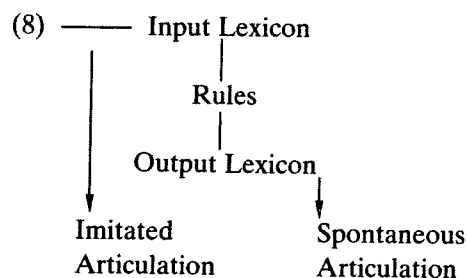 (8) Input Lexicon
Rules
Output Lexicon
Imitated Spontaneous
Articulation Articulation